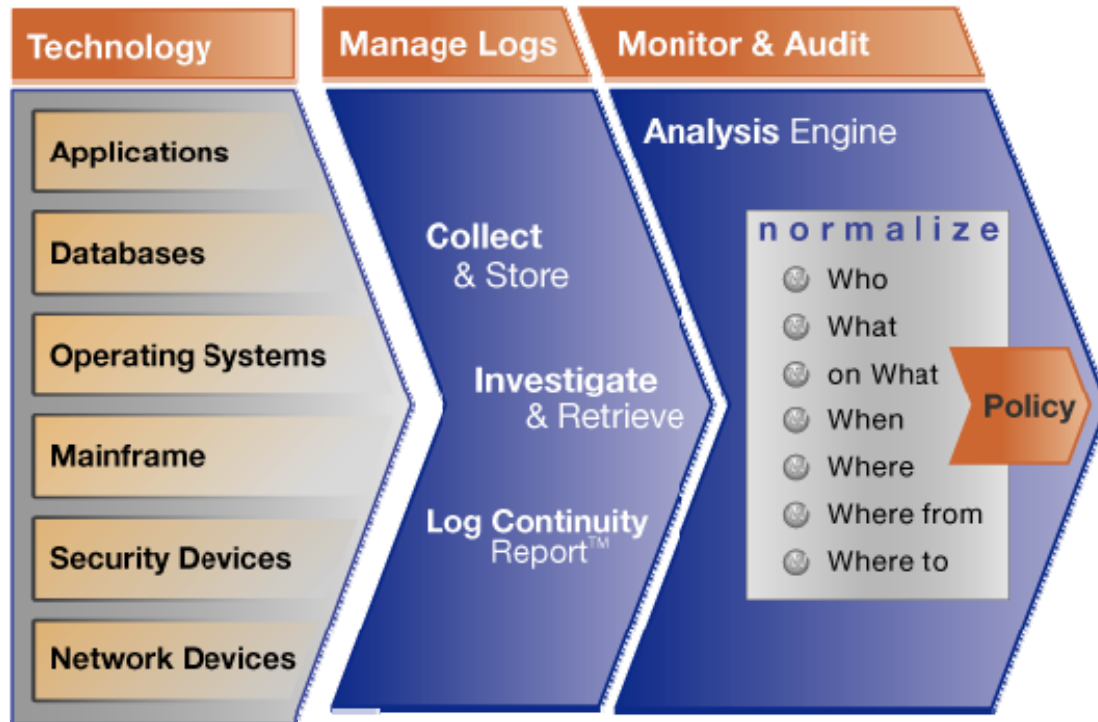 Technology
Applications
Databases
Operating Systems
Mainframe
Security Devices
Network Devices
Manage Logs
Collect
& Store
Investigate
& Retrieve
Log Continuity
Report™
Monitor & Audit
Analysis Engine
normalize
Who
What
on What
When
Where
Where from
Where to
Policy